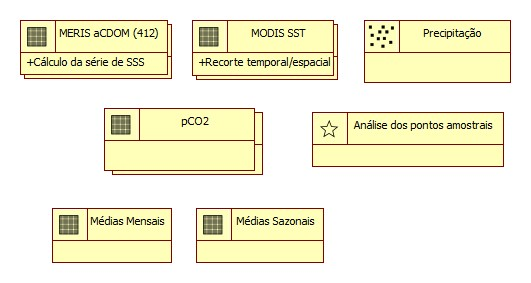 MERIS aCDOM (412)
MODIS SST
Precipitação
+Cálculo da série de SSS
+Recorte temporal/espacial
pCO2
Análise dos pontos amostrais
Médias Mensais
Médias Sazonais